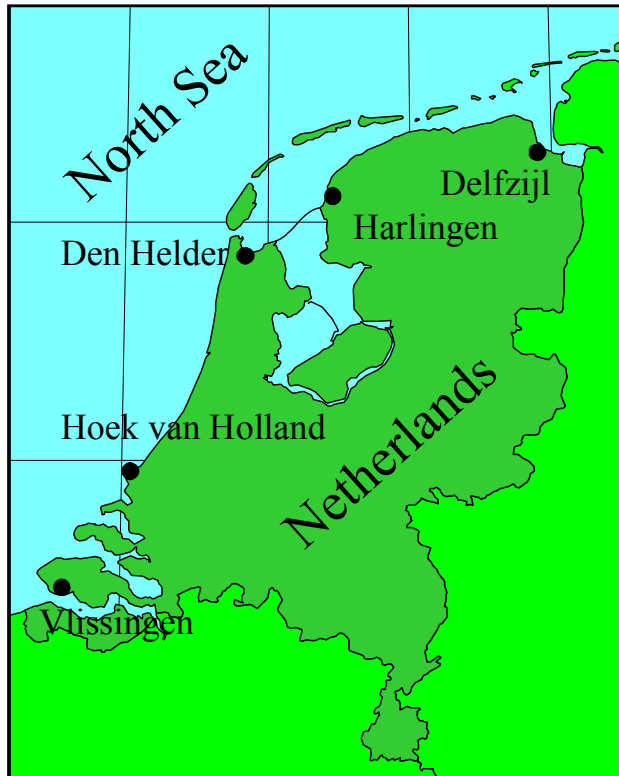 North Sea
Delfzijl
Harlingen
Den Helder
Hoek van Holland
Netherlands
Vlissingen